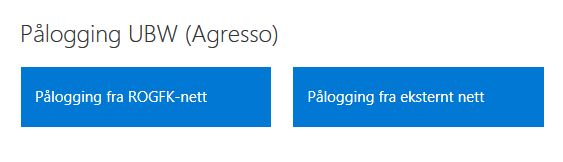 Pålogging UBW (Agresso)
Pålogging fra ROGFK-nett
Pålogging fra eksternt nett